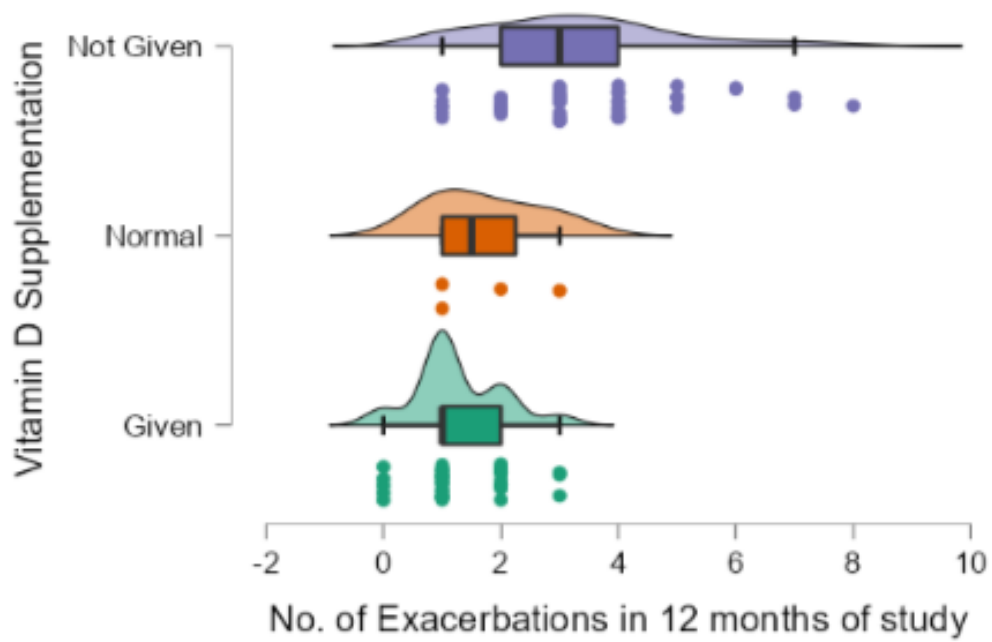 Vitamin D Supplementation
Not Given
Normal
Given
-2 0 2 4 6 8 10
No. of Exacerbations in 12 months of study